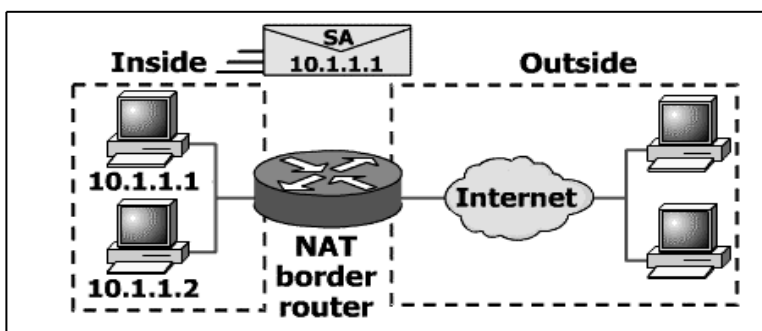 SA
10.1.1.1
Inside
Outside
10.1.1.1
10.1.1.2
NAT
border
router
Internet